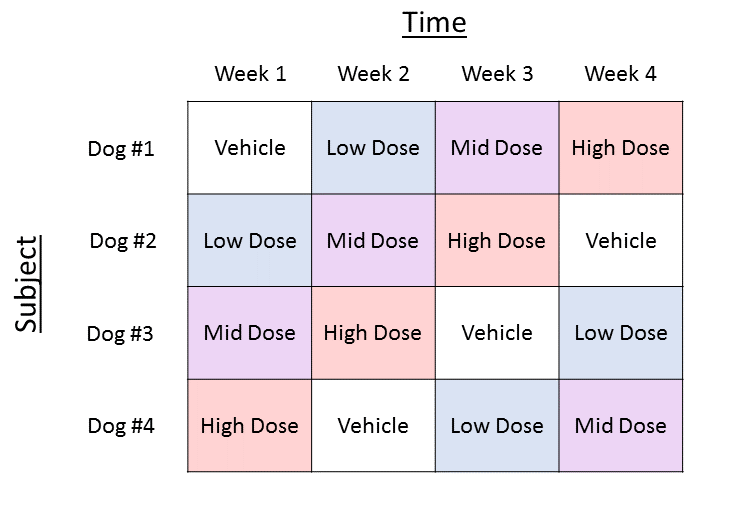 Time
Week 1 Week 2 Week 3 Week 4
Subject
Dog #1 Vehicle Low Dose Mid Dose High Dose
Dog #2 Low Dose Mid Dose High Dose Vehicle
Dog #3 Mid Dose High Dose Vehicle Low Dose
Dog #4 High Dose Vehicle Low Dose Mid Dose